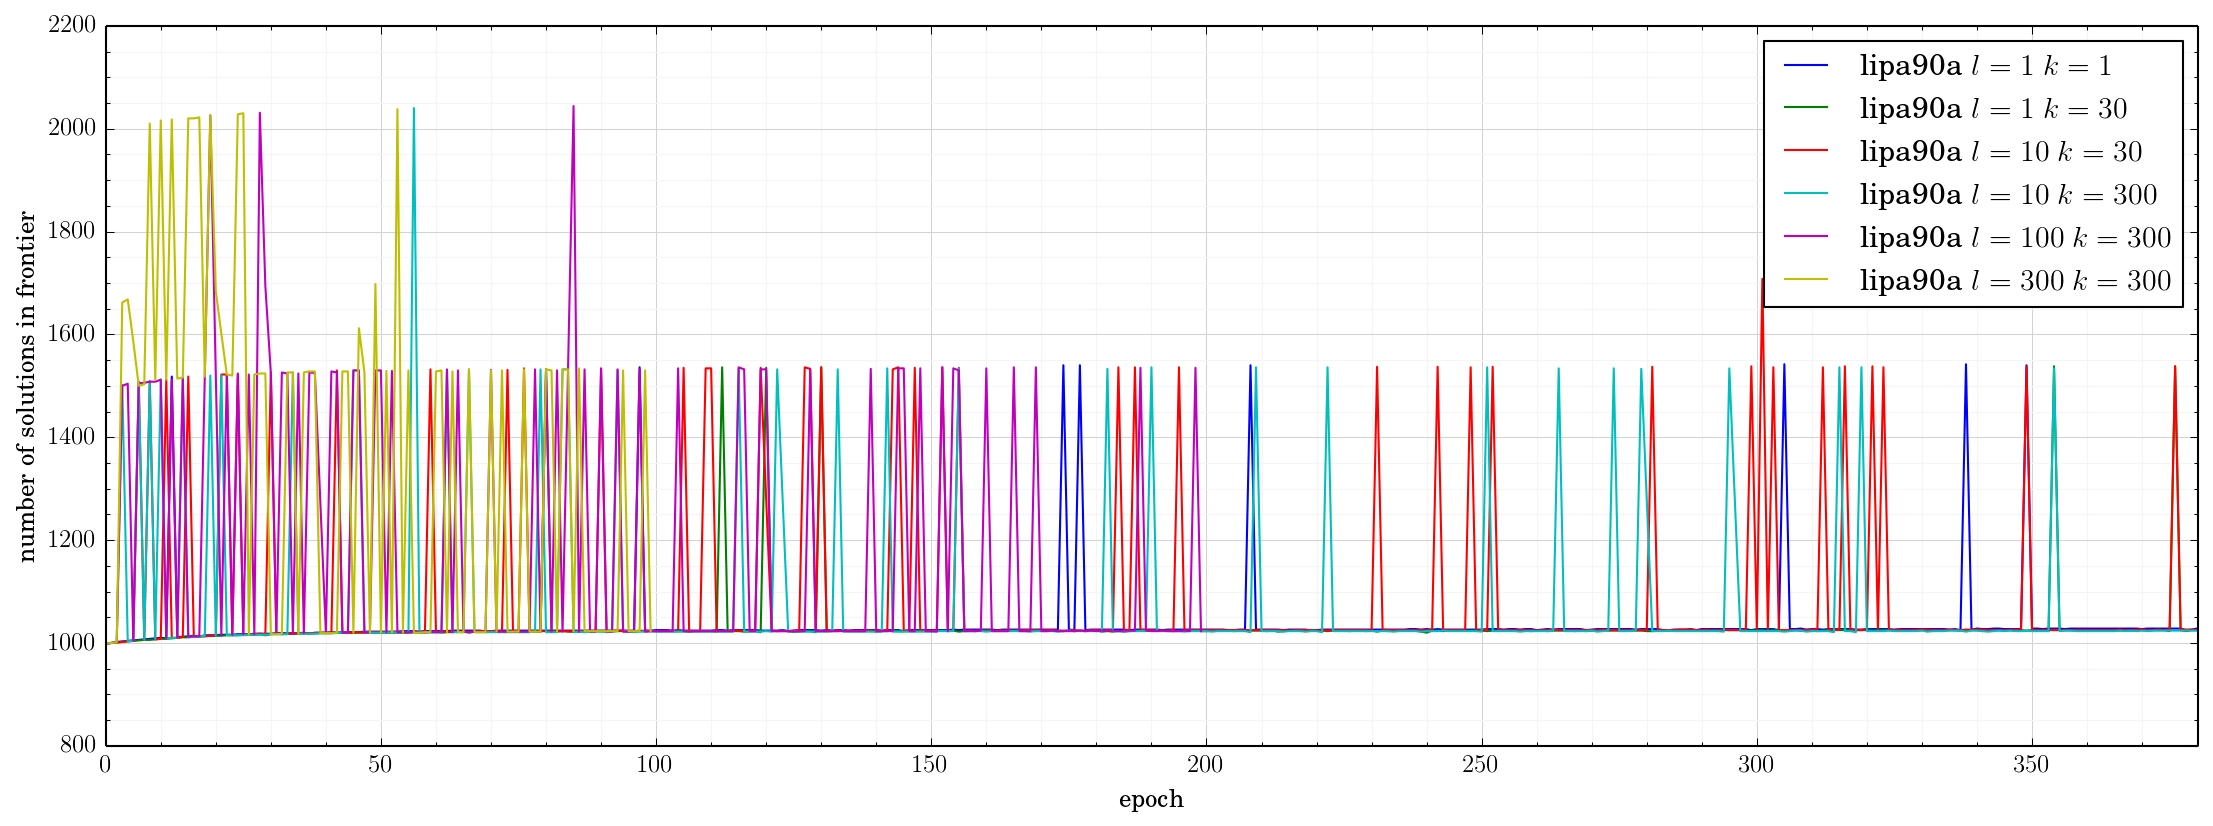 2200
2000
1800
1600
1400
1200
1000
800
number of solutions in frontier
0 50 100 150 200 250 300 350
epoch
lipa90a l = 1 k = 1
lipa90a l = 1 k = 30
lipa90a l = 10 k = 30
lipa90a l = 10 k = 300
lipa90a l = 100 k = 300
lipa90a l = 300 k = 300